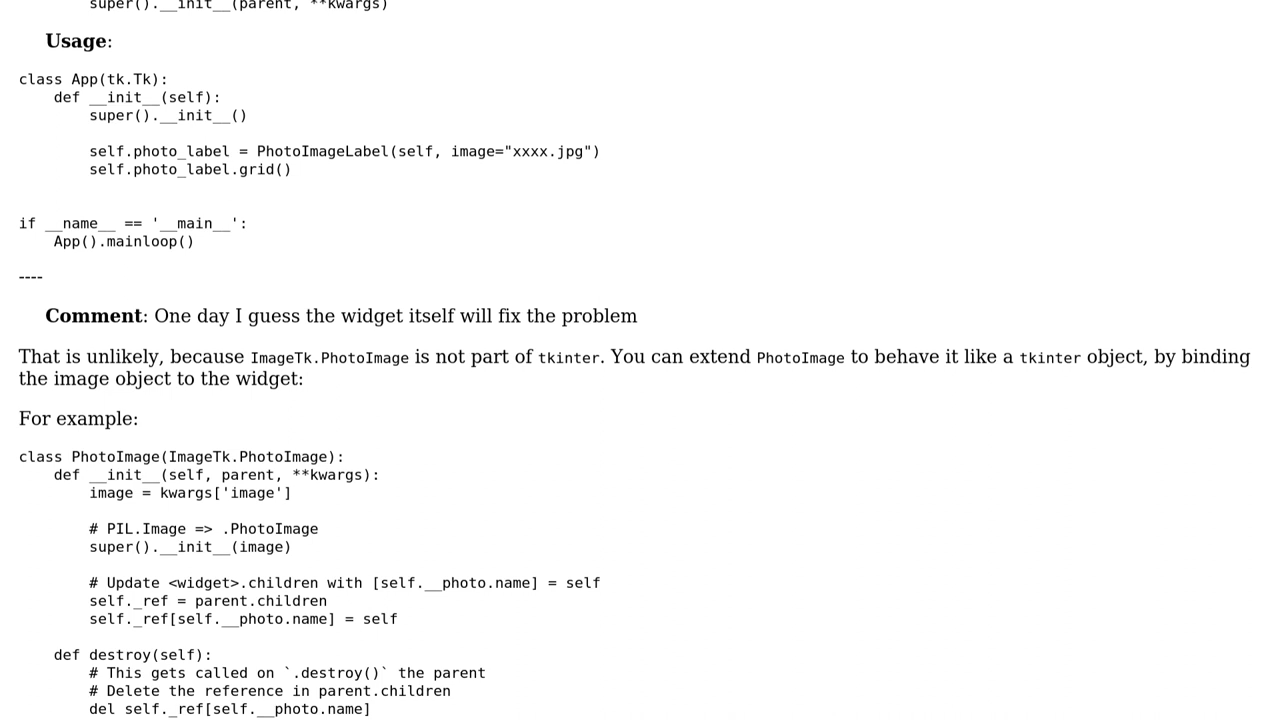 super().__init__(parent, **kwargs)
Usage:
class App(tk.Tk):
    def __init__(self):
        super().__init__()

        self.photo_label = PhotoImageLabel(self, image="xxxx.jpg")
        self.photo_label.grid()


if __name__ == '__main__':
    App().mainloop()
----
Comment: One day I guess the widget itself will fix the problem
That is unlikely, because ImageTk.PhotoImage is not part of tkinter. You can extend PhotoImage to behave it like a tkinter object, by binding
the image object to the widget:
For example:
class PhotoImage(ImageTk.PhotoImage):
    def __init__(self, parent, **kwargs):
        image = kwargs['image']

        # PIL.Image => .PhotoImage
        super().__init__(image)

        # Update <widget>.children with [self.__photo.name] = self
        self._ref = parent.children
        self._ref[self.__photo.name] = self

    def destroy(self):
        # This gets called on `.destroy()` the parent
        # Delete the reference in parent.children
        del self._ref[self.__photo.name]